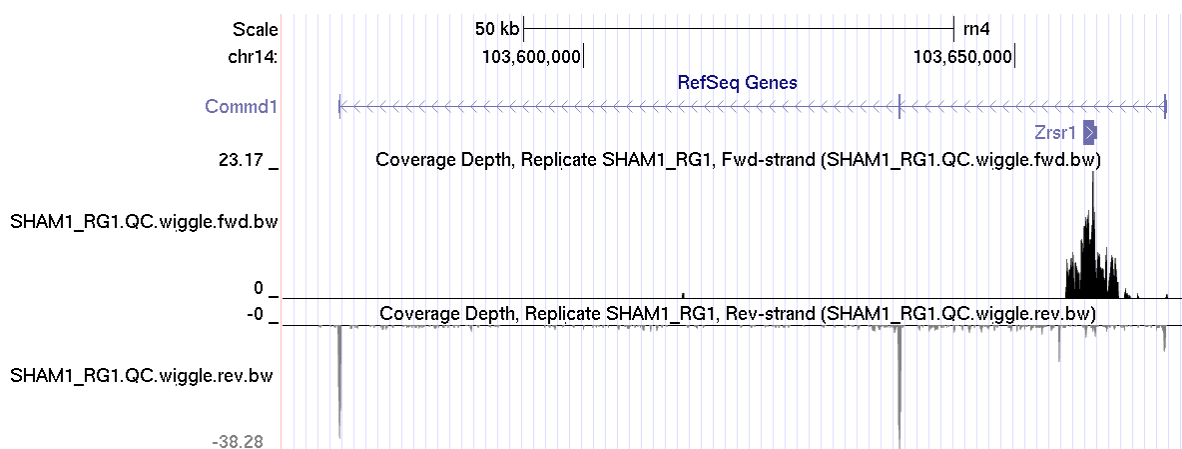 Scale 50 kb rn4
chr14: 103,600,000 103,650,000
RefSeq Genes
Commd1
Zrsr1
23.17 _ Coverage Depth, Replicate SHAM1_RG1, Fwd-strand (SHAM1_RG1.QC.wiggle.fwd.bw)
SHAM1_RG1.QC.wiggle.fwd.bw
0 _
-0 _ Coverage Depth, Replicate SHAM1_RG1, Rev-strand (SHAM1_RG1.QC.wiggle.rev.bw)
SHAM1_RG1.QC.wiggle.rev.bw
-38.28